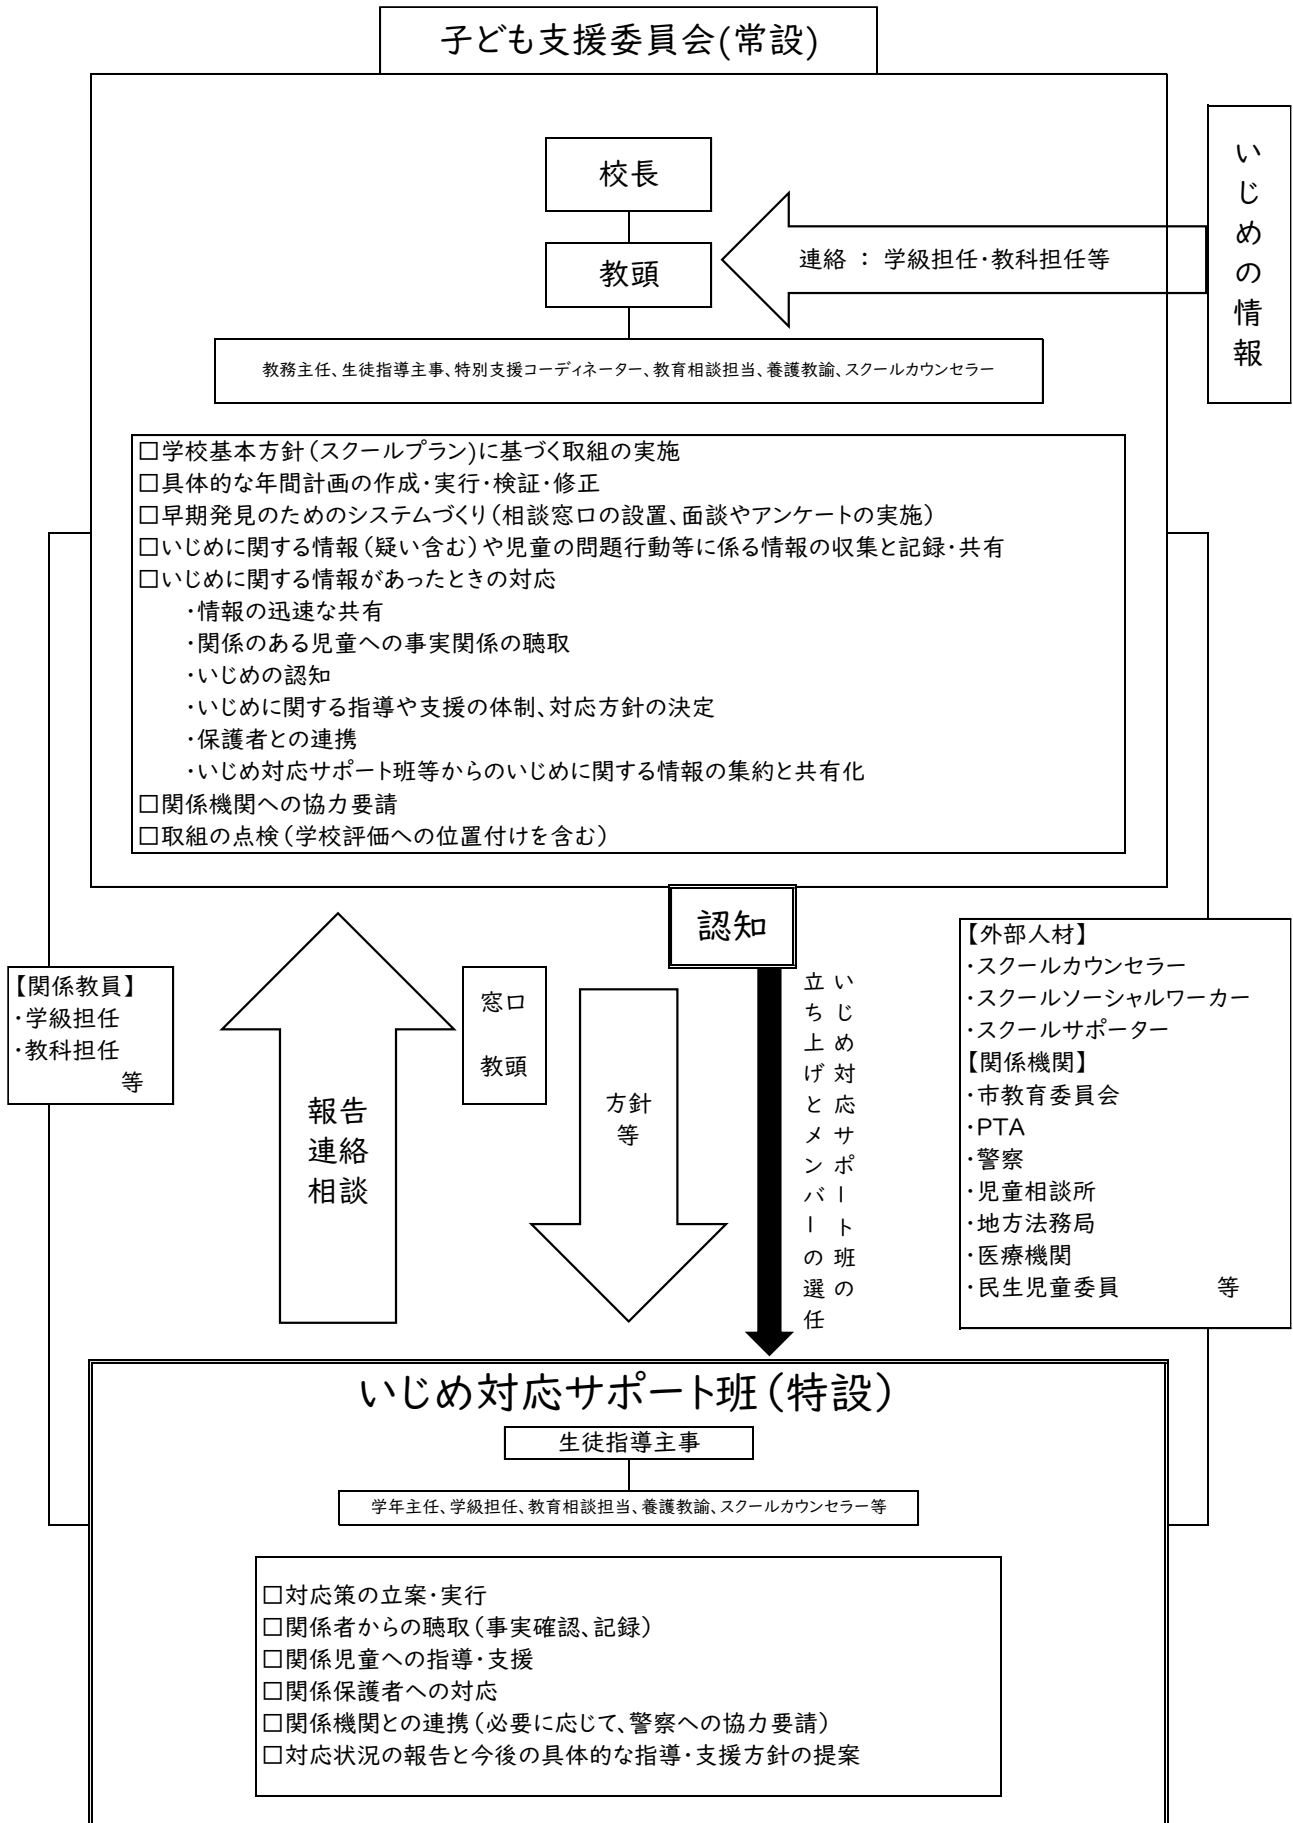 子ども支援委員会(常設)
校長
教頭
連絡 : 学級担任・教科担任等
いじめの情報
教務主任、生徒指導主事、特別支援コーディネーター、教育相談担当、養護教諭、スクールカウンセラー
□学校基本方針(スクールプラン)に基づく取組の実施
□具体的な年間計画の作成・実行・検証・修正
□早期発見のためのシステムづくり(相談窓口の設置、面談やアンケートの実施)
□いじめに関する情報(疑い含む)や児童の問題行動等に係る情報の収集と記録・共有
□いじめに関する情報があったときの対応
・情報の迅速な共有
・関係のある児童への事実関係の聴取
・いじめの認知
・いじめに関する指導や支援の体制、対応方針の決定
・保護者との連携
・いじめ対応サポート班等からのいじめに関する情報の集約と共有化
□関係機関への協力要請
□取組の点検(学校評価への位置付けを含む)
認知
【関係教員】
・学級担任
・教科担任
等
報告
連絡
相談
窓口
教頭
方針
等
いじめ対応サポート班の
立ち上げとメンバーの選任
【外部人材】
・スクールカウンセラー
・スクールソーシャルワーカー
・スクールサポーター
【関係機関】
・市教育委員会
・PTA
・警察
・児童相談所
・地方法務局
・医療機関
・民生児童委員 等
いじめ対応サポート班(特設)
生徒指導主事
学年主任、学級担任、教育相談担当、養護教諭、スクールカウンセラー等
□対応策の立案・実行
□関係者からの聴取(事実確認、記録)
□関係児童への指導・支援
□関係保護者への対応
□関係機関との連携(必要に応じて、警察への協力要請)
□対応状況の報告と今後の具体的な指導・支援方針の提案